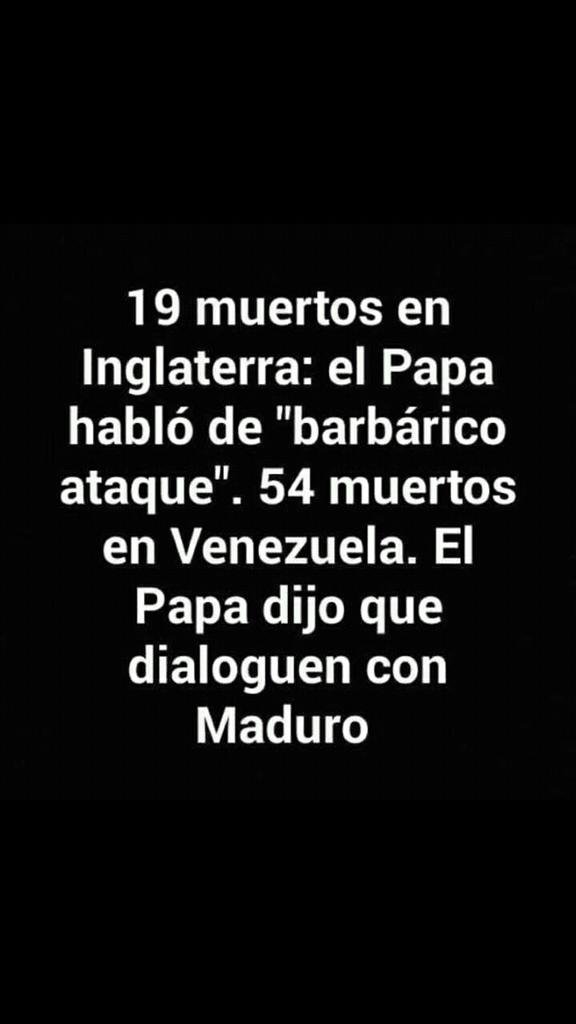 19 muertos en
Inglaterra: el Papa
habló de "barbárico
ataque". 54 muertos
en Venezuela. El
Papa dijo que
dialoguen con
Maduro